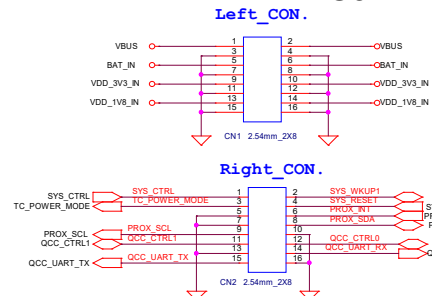 Left_CON.
VBUS 1 2 VBUS
3 4
BAT_IN 5 6 BAT_IN
7 8
VDD_3V3_IN 9 10 VDD_3V3_IN
11 12
VDD_1V8_IN 13 14 VDD_1V8_IN
15 16
CN1 2.54mm_2X8
Right_CON.
SYS_CTRL SYS_CTRL 1 2 SYS_WKUP1
TC_POWER_MODE TC_POWER_MODE 3 4 SYS_RESET S
5 6 PROX_INT PR
7 8 PROX_SDA P
PROX_SCL PROX_SCL 9 10
QCC_CTRL1 QCC_CTRL1 11 12 QCC_CTRL0
13 14 QCC_UART_RX Q
QCC_UART_TX QCC_UART_TX 15 16
CN2 2.54mm_2X8